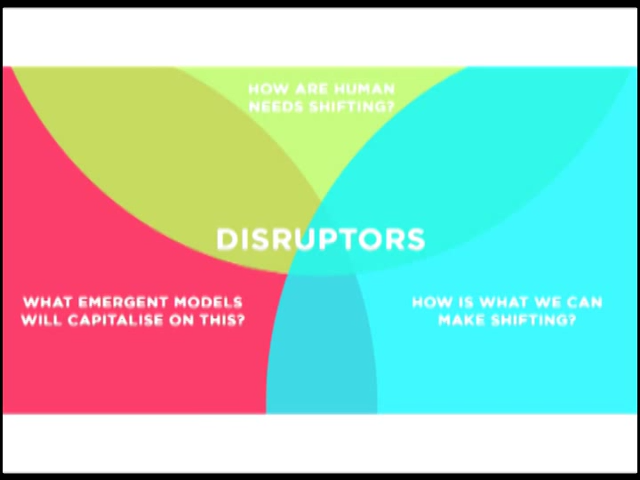 HOW ARE HUMAN
NEEDS SHIFTING?
DISRUPTORS
WHAT EMERGENT MODELS
WILL CAPITALISE ON THIS?
HOW IS WHAT WE CAN
MAKE SHIFTING?